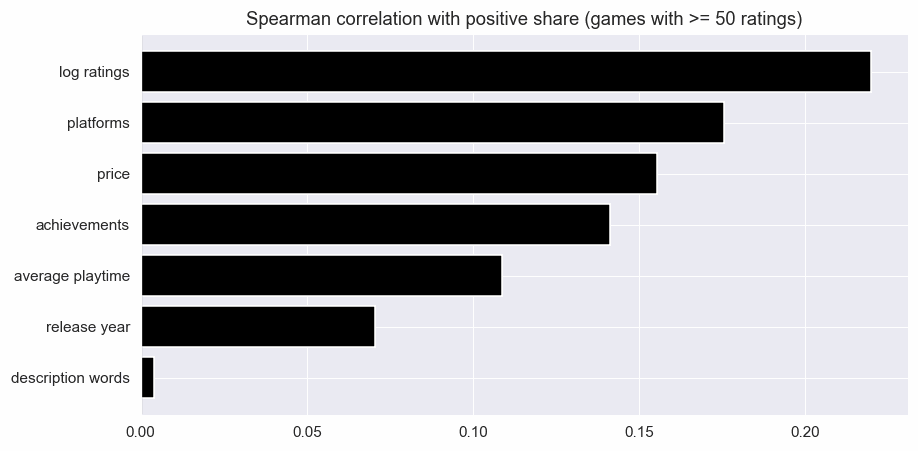 Spearman correlation with positive share (games with >= 50 ratings)
log ratings
platforms
price
achievements
average playtime
release year
description words
0.00 0.05 0.10 0.15 0.20